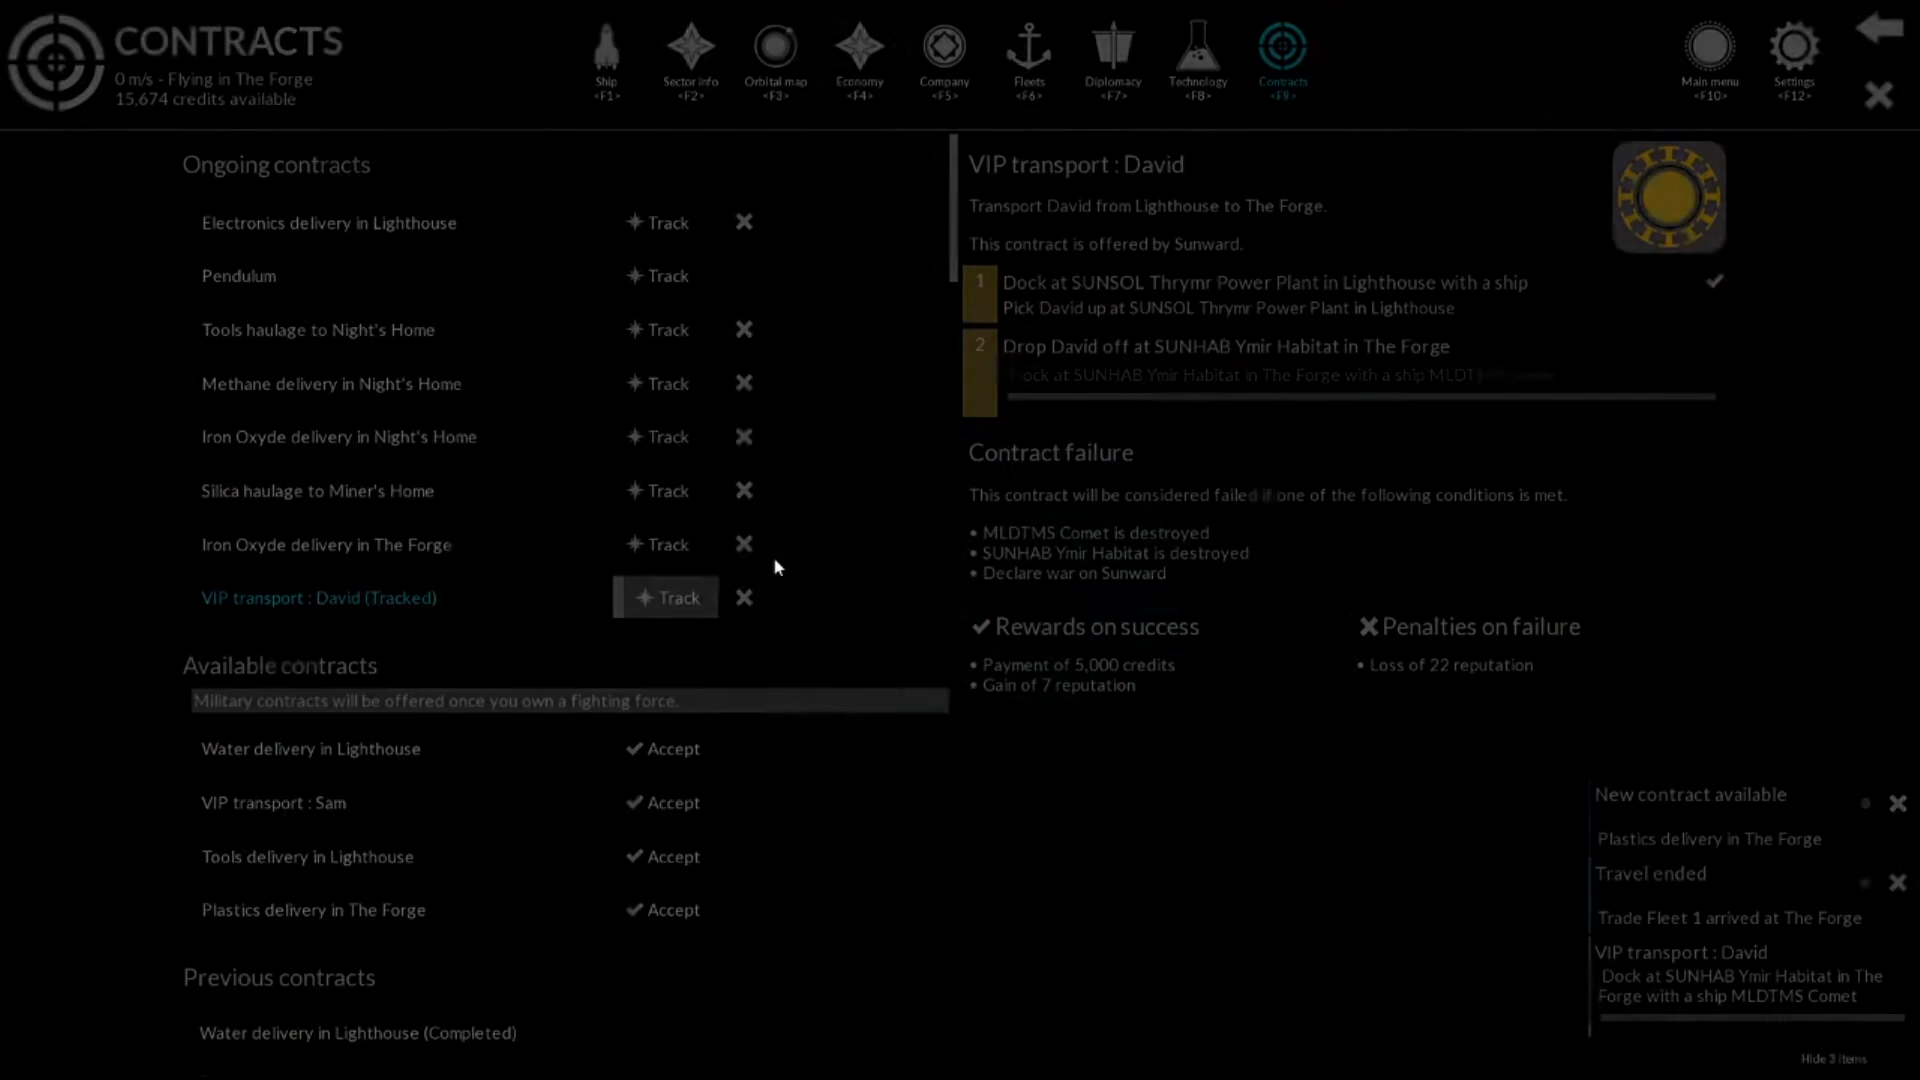 CONTRACTS
0 m/s - Flying in The Forge
15,674 credits available
Ship
<F1>
Sector info
<F2>
Orbital map
<F3>
Economy
<F4>
Company
<F5>
Fleets
<F6>
Diplomacy
<F7>
Technology
<F8>
Contracts
<F9>
Main menu
<F10>
Settings
<F12>
Ongoing contracts
Electronics delivery in Lighthouse
Track
Pendulum
Track
Tools haulage to Night's Home
Track
Methane delivery in Night's Home
Track
Iron Oxyde delivery in Night's Home
Track
Silica haulage to Miner's Home
Track
Iron Oxyde delivery in The Forge
Track
VIP transport : David (Tracked)
Track
Available contracts
Military contracts will be offered once you own a fighting force.
Water delivery in Lighthouse
Accept
VIP transport : Sam
Accept
Tools delivery in Lighthouse
Accept
Plastics delivery in The Forge
Accept
Previous contracts
Water delivery in Lighthouse (Completed)
VIP transport : David
Transport David from Lighthouse to The Forge.
This contract is offered by Sunward.
1
Dock at SUNSOL Thrymr Power Plant in Lighthouse with a ship
Pick David up at SUNSOL Thrymr Power Plant in Lighthouse
2
Drop David off at SUNHAB Ymir Habitat in The Forge
Dock at SUNHAB Ymir Habitat in The Forge with a ship
Contract failure
This contract will be considered failed if one of the following conditions is met.
• MLDTMS Comet is destroyed
• SUNHAB Ymir Habitat is destroyed
• Declare war on Sunward
Rewards on success
• Payment of 5,000 credits
• Gain of 7 reputation
Penalties on failure
• Loss of 22 reputation
New contract available
Plastics delivery in The Forge
Travel ended
Trade Fleet 1 arrived at The Forge
VIP transport : David
Dock at SUNHAB Ymir Habitat in The
Forge with a ship MLDTMS Comet
Hide 3 items